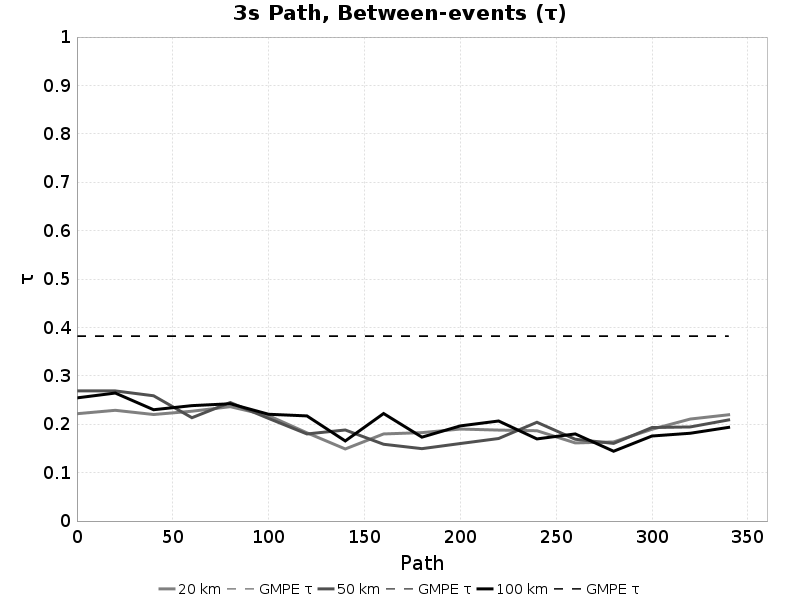 3s Path, Between-events (τ)
1
0.9
0.8
0.7
0.6
0.5
0.4
0.3
0.2
0.1
0
τ
0 50 100 150 200 250 300 350
Path
20 km GMPE τ 50 km GMPE τ 100 km GMPE τ